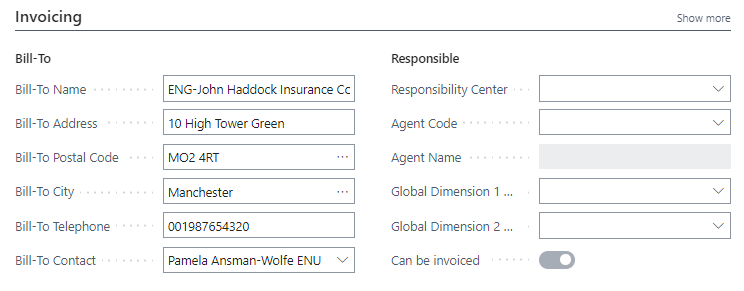 Invoicing
Show more
Bill-To
Bill-To Name
ENG-John Haddock Insurance Co
Bill-To Address
10 High Tower Green
Bill-To Postal Code
MO2 4RT
Bill-To City
Manchester
Bill-To Telephone
001987654320
Bill-To Contact
Pamela Ansman-Wolfe ENU
Responsible
Responsibility Center
Agent Code
Agent Name
Global Dimension 1 ...
Global Dimension 2 ...
Can be invoiced